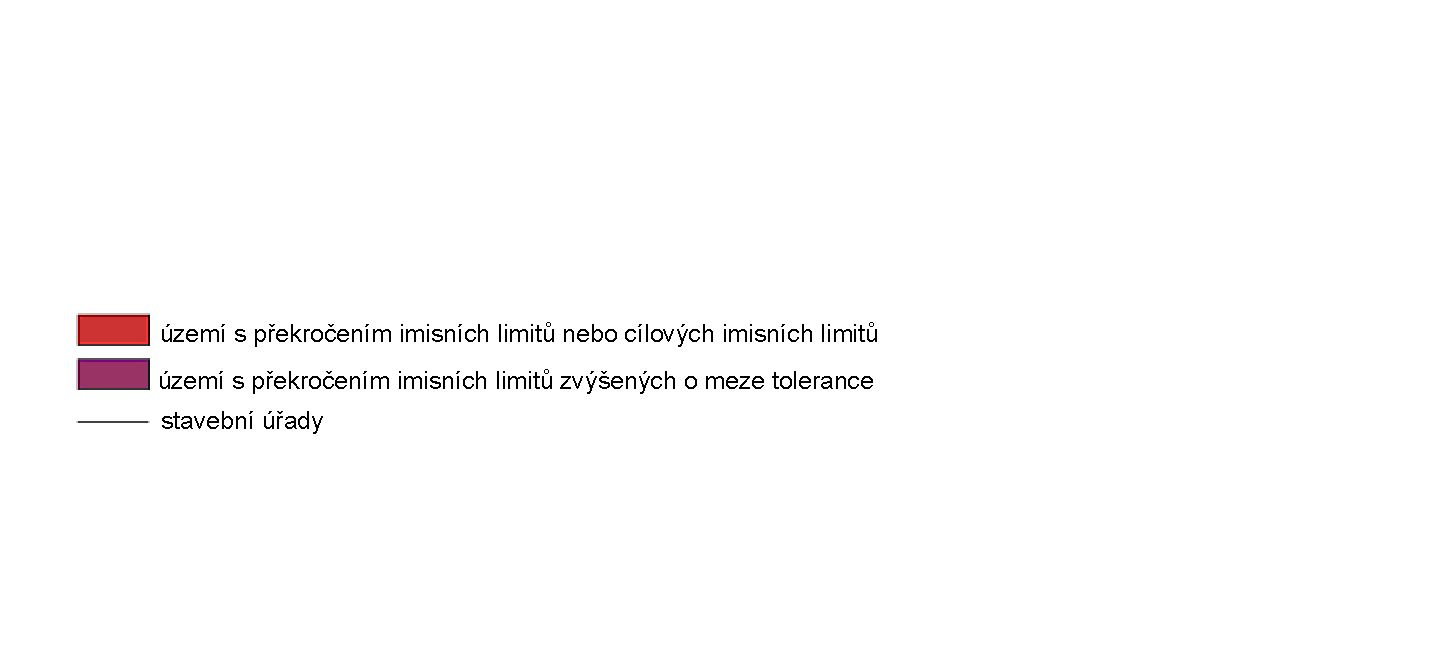 území s překročením imisních limitů nebo cílových imisních limitů
území s překročením imisních limitů zvýšených o meze tolerance
stavební úřady